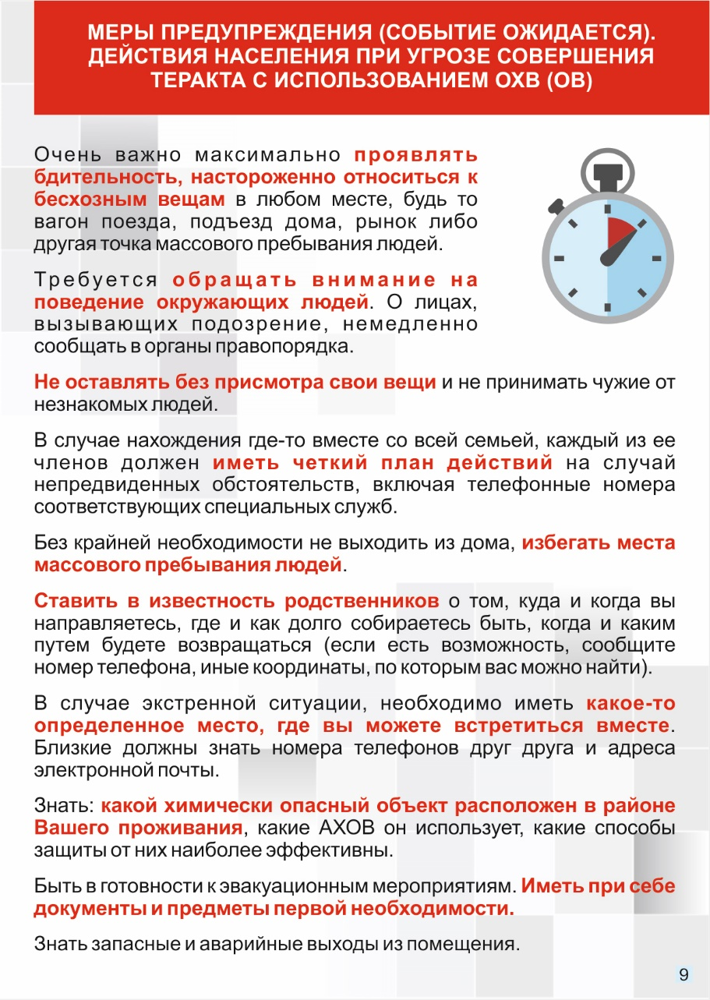 МЕРЫ ПРЕДУПРЕЖДЕНИЯ (СОБЫТИЕ ОЖИДАЕТСЯ).
ДЕЙСТВИЯ НАСЕЛЕНИЯ ПРИ УГРОЗЕ СОВЕРШЕНИЯ
ТЕРАКТА С ИСПОЛЬЗОВАНИЕМ ОХВ (ОВ)
Очень важно максимально проявлять
бдительность, настороженно относиться к
бесхозным вещам в любом месте, будь то
вагон поезда, подъезд дома, рынок либо
другая точка массового пребывания людей.
Требуется обращать внимание на
поведение окружающих людей. О лицах,
вызывающих подозрение, немедленно
сообщать в органы правопорядка.
Не оставлять без присмотра свои вещи и не принимать чужие от
незнакомых людей.
В случае нахождения где-то вместе со всей семьей, каждый из ее
членов должен иметь четкий план действий на случай
непредвиденных обстоятельств, включая телефонные номера
соответствующих специальных служб.
Без крайней необходимости не выходить из дома, избегать места
массового пребывания людей.
Ставить в известность родственников о том, куда и когда вы
направляетесь, где и как долго собираетесь быть, когда и каким
путем будете возвращаться (если есть возможность, сообщите
номер телефона, иные координаты, по которым вас можно найти).
В случае экстренной ситуации, необходимо иметь какое-то
определенное место, где вы можете встретиться вместе.
Близкие должны знать номера телефонов друг друга и адреса
электронной почты.
Знать: какой химически опасный объект расположен в районе
Вашего проживания, какие АХОВ он использует, какие способы
защиты от них наиболее эффективны.
Быть в готовности к эвакуационным мероприятиям. Иметь при себе
документы и предметы первой необходимости.
Знать запасные и аварийные выходы из помещения.
9